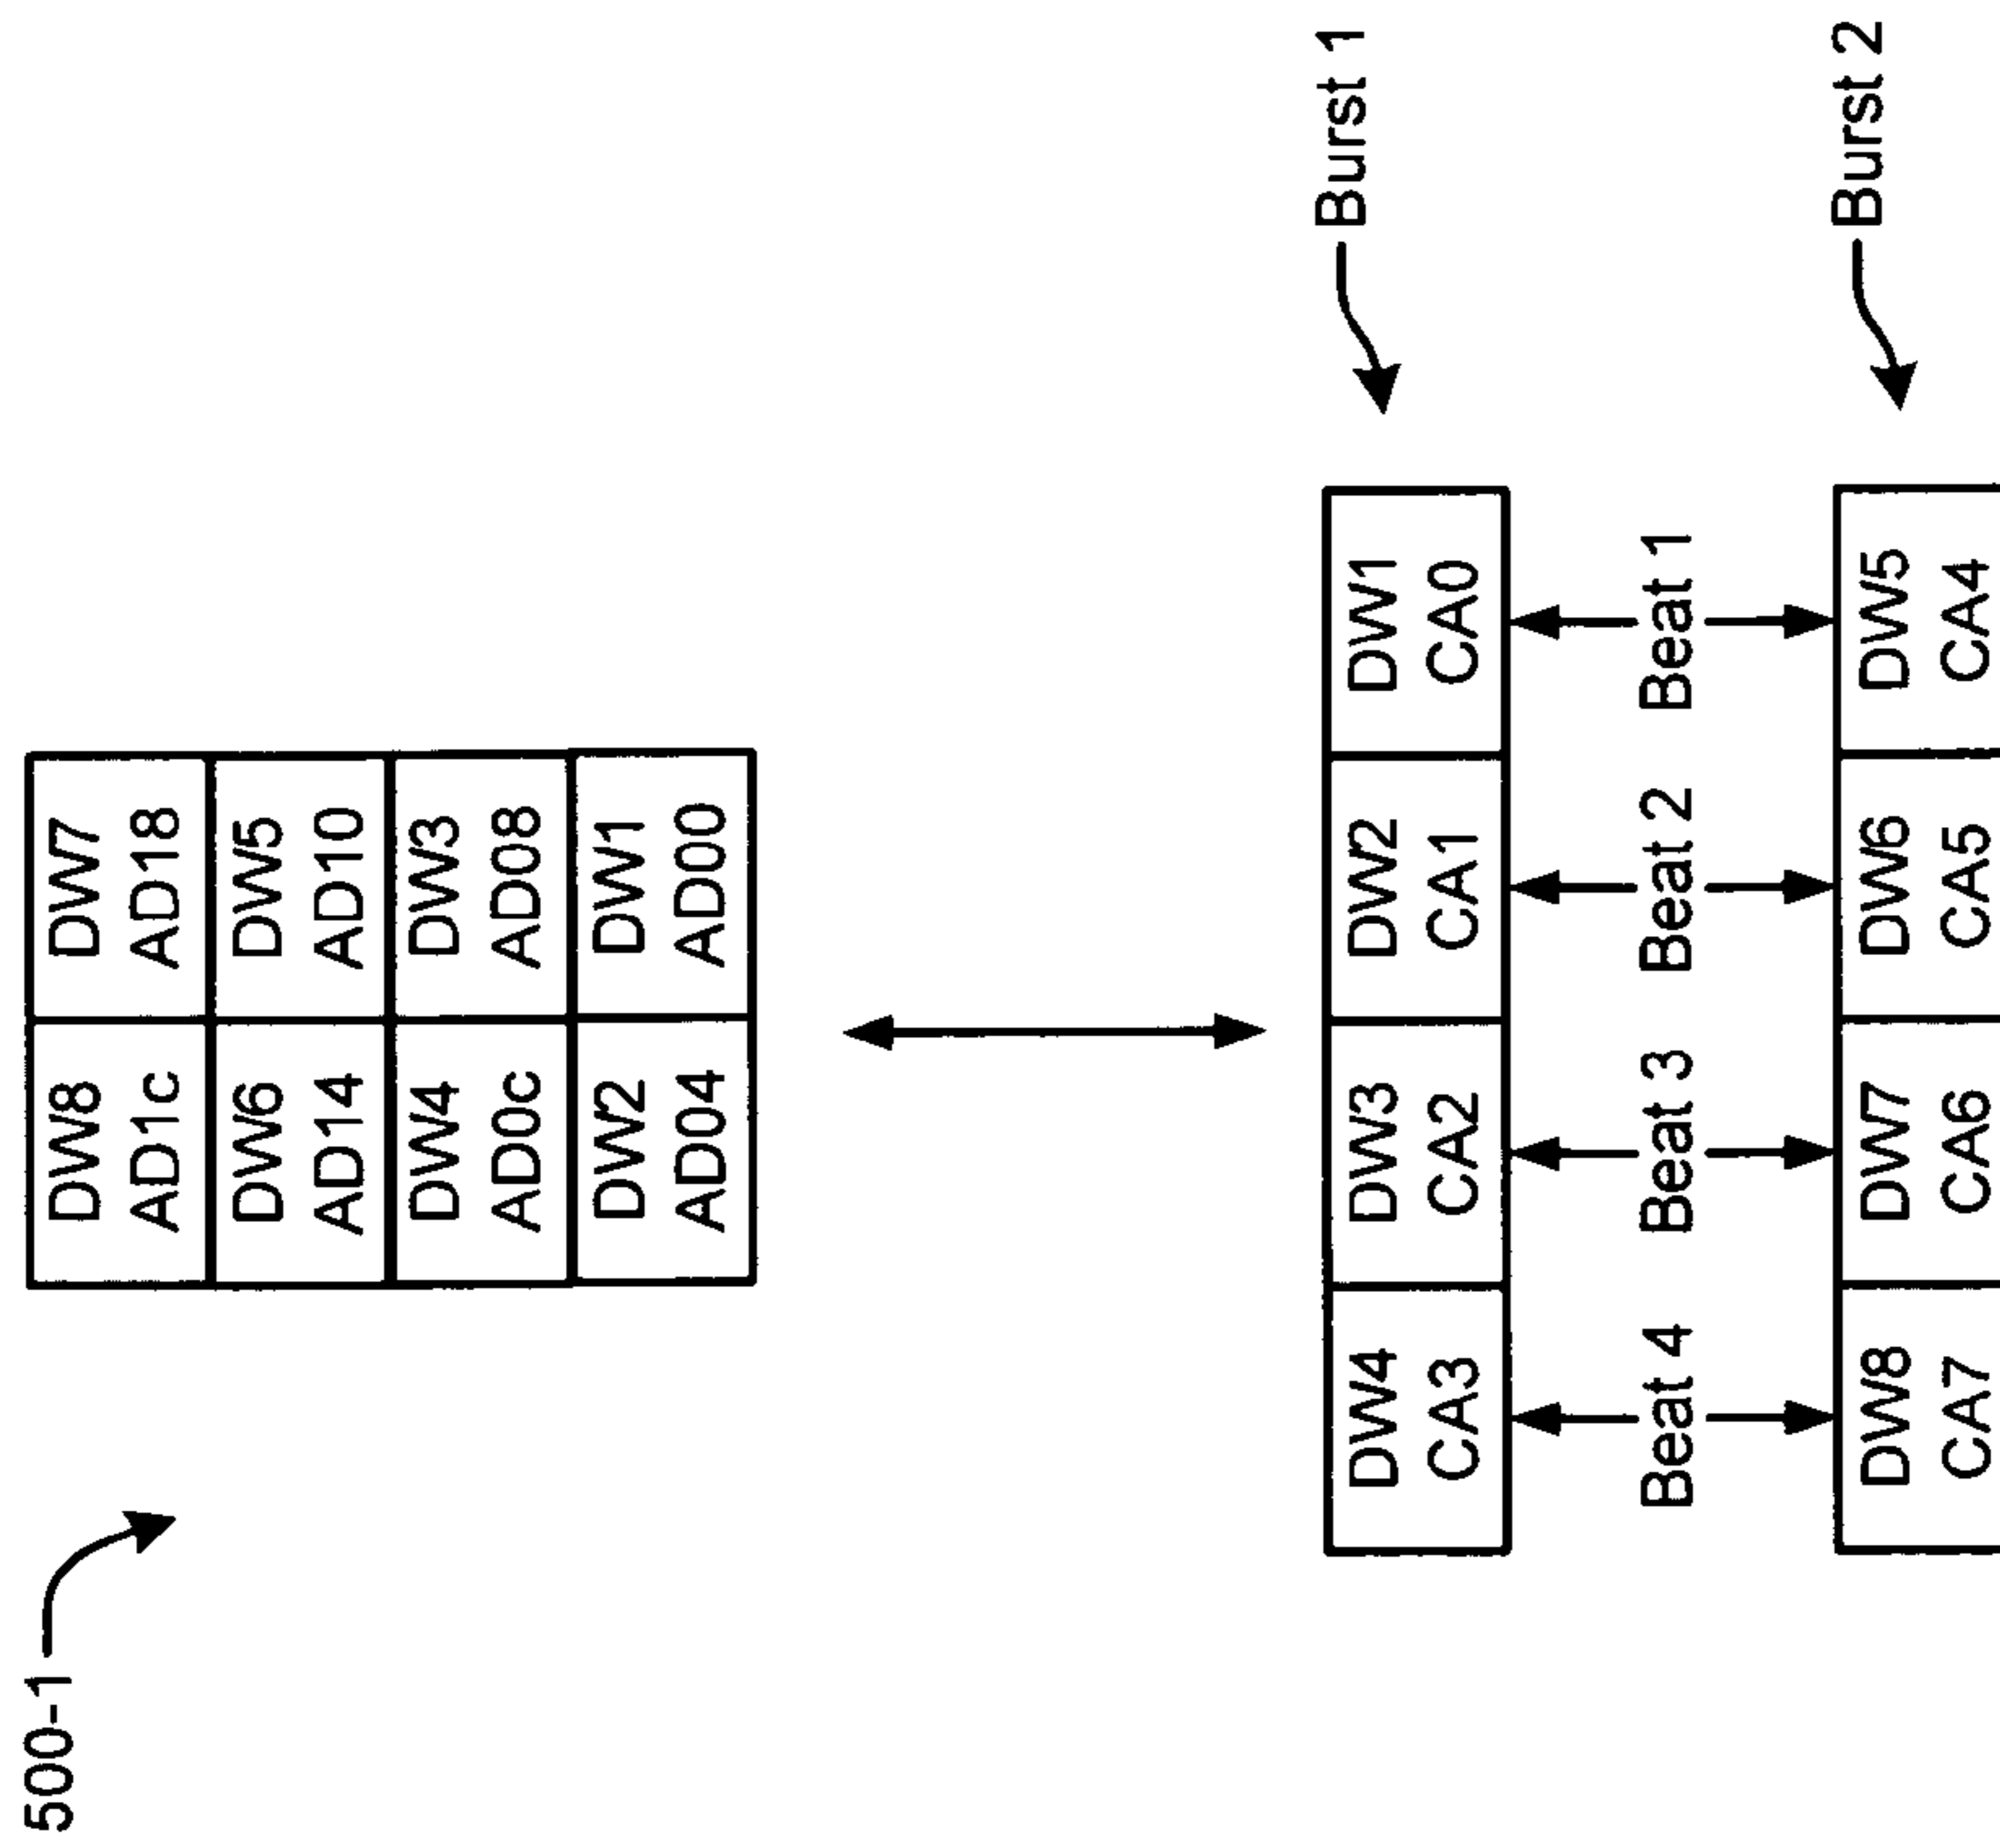 500-1
DW8 DW7
AD1c AD18
DW6 DW5
AD14 AD10
DW4 DW3
AD0c AD08
DW2 DW1
AD04 AD00
Burst 1
DW4 DW3 DW2 DW1
CA3 CA2 CA1 CA0
Beat 4 Beat 3 Beat 2 Beat 1
Burst 2
DW8 DW7 DW6 DW5
CA7 CA6 CA5 CA4